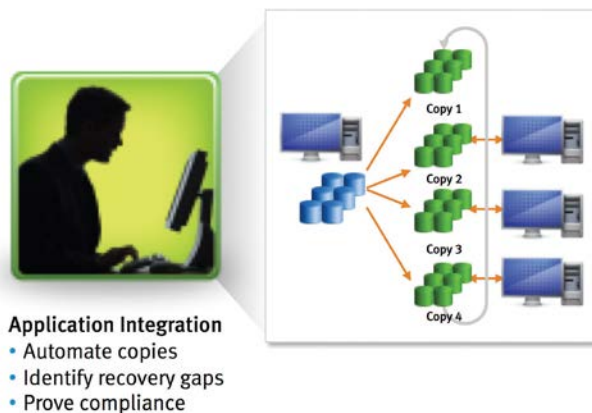 Copy 1
Copy 2
Copy 3
Copy 4
Application Integration
• Automate copies
• Identify recovery gaps
• Prove compliance